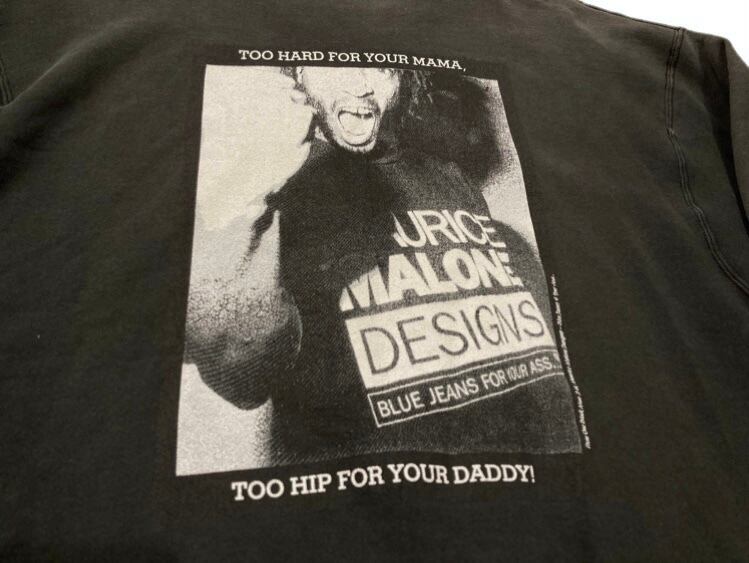 TOO HARD FOR YOUR MAMA,
URICE
MALONE
DESIGNS
BLUE JEANS FOR YOUR ASS...
TOO HIP FOR YOUR DADDY!